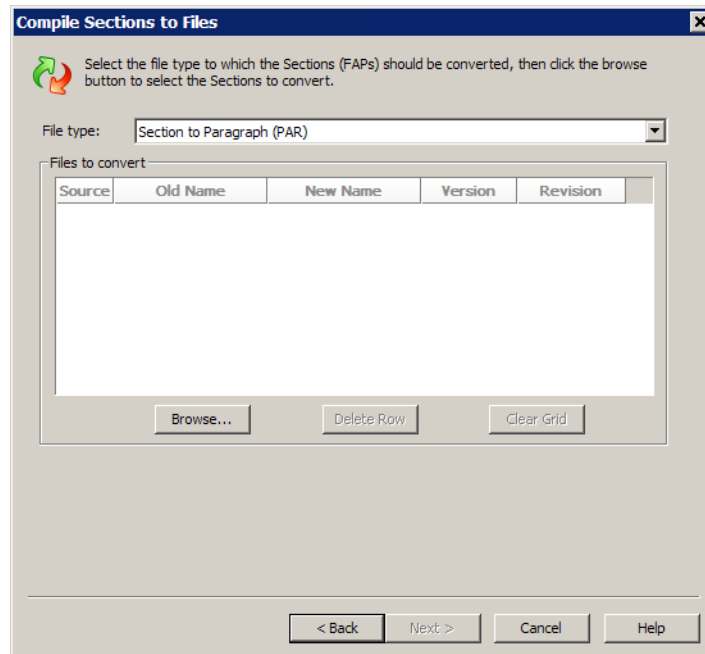 Compile Sections to Files
Select the file type to which the Sections (FAPs) should be converted, then click the browse
button to select the Sections to convert.
File type: Section to Paragraph (PAR)
Files to convert
Source Old Name New Name Version Revision
Browse... Delete Row Clear Grid
< Back Next > Cancel Help